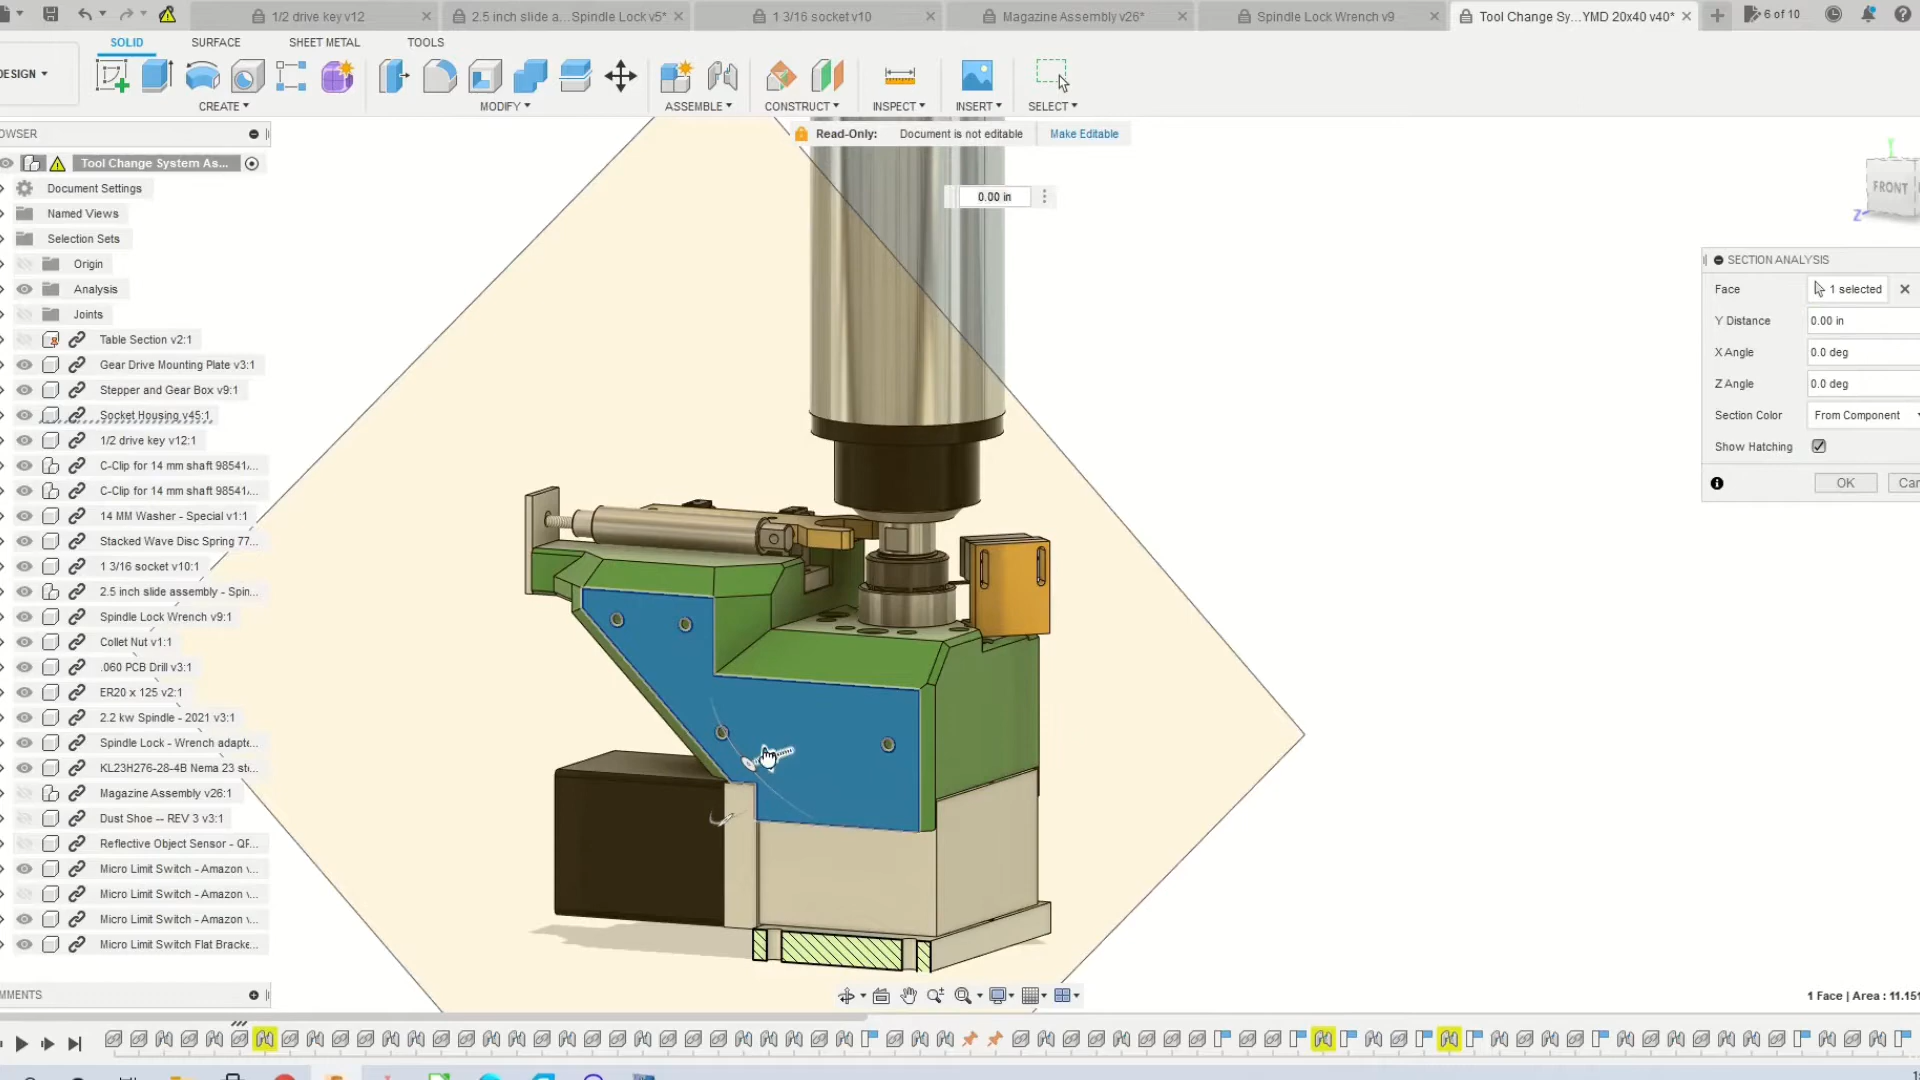 1/2 drive key v12
2.5 inch slide a...Spindle Lock v5*
1 3/16 socket v10
Magazine Assembly v26*
Spindle Lock Wrench v9
Tool Change Sy...YMD 20x40 v40*
6 of 10
SOLID
SURFACE
SHEET METAL
TOOLS
DESIGN
CREATE
MODIFY
ASSEMBLE
CONSTRUCT
INSPECT
INSERT
SELECT
OWSER
Read-Only: Document is not editable Make Editable
Tool Change System As...
Document Settings
Named Views
Selection Sets
Origin
Analysis
Joints
Table Section v2:1
Gear Drive Mounting Plate v3:1
Stepper and Gear Box v9:1
Socket Housing v45:1
1/2 drive key v12:1
C-Clip for 14 mm shaft 98541...
C-Clip for 14 mm shaft 98541...
14 MM Washer - Special v1:1
Stacked Wave Disc Spring 77...
1 3/16 socket v10:1
2.5 inch slide assembly - Spin...
Spindle Lock Wrench v9:1
Collet Nut v1:1
.060 PCB Drill v3:1
ER20 x 125 v2:1
2.2 kw Spindle - 2021 v3:1
Spindle Lock - Wrench adapte...
KL23H276-28-4B Nema 23 ste...
Magazine Assembly v26:1
Dust Shoe -- REV 3 v3:1
Reflective Object Sensor - QF...
Micro Limit Switch - Amazon v...
Micro Limit Switch - Amazon v...
Micro Limit Switch - Amazon v...
Micro Limit Switch Flat Bracke...
MMENTS
0.00 in
FRONT
Y
Z
SECTION ANALYSIS
Face 1 selected
Y Distance 0.00 in
X Angle 0.0 deg
Z Angle 0.0 deg
Section Color From Component
Show Hatching
OK Can
1 Face | Area : 11.151